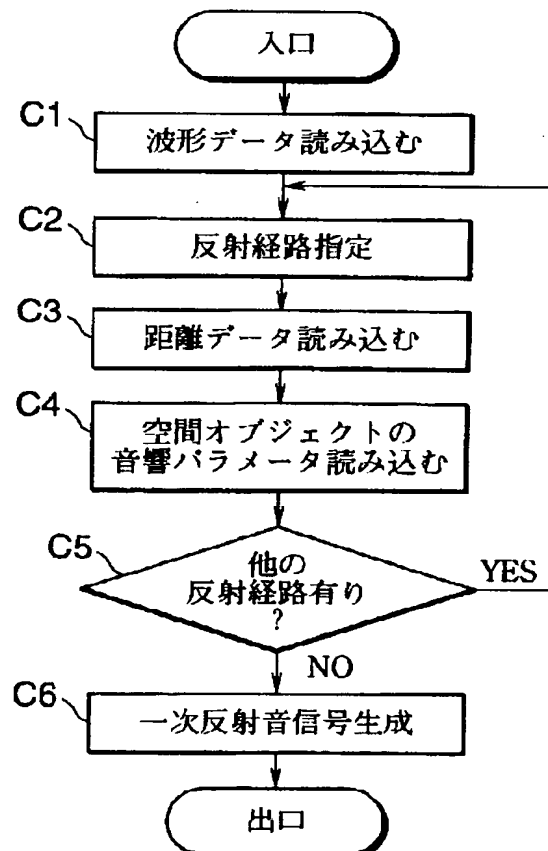 入口
C1
波形データ読み込む
C2
反射経路指定
C3
距離データ読み込む
C4
空間オブジェクトの
音響パラメータ読み込む
C5
他の
反射経路有り
?
YES
NO
C6
一次反射音信号生成
出口